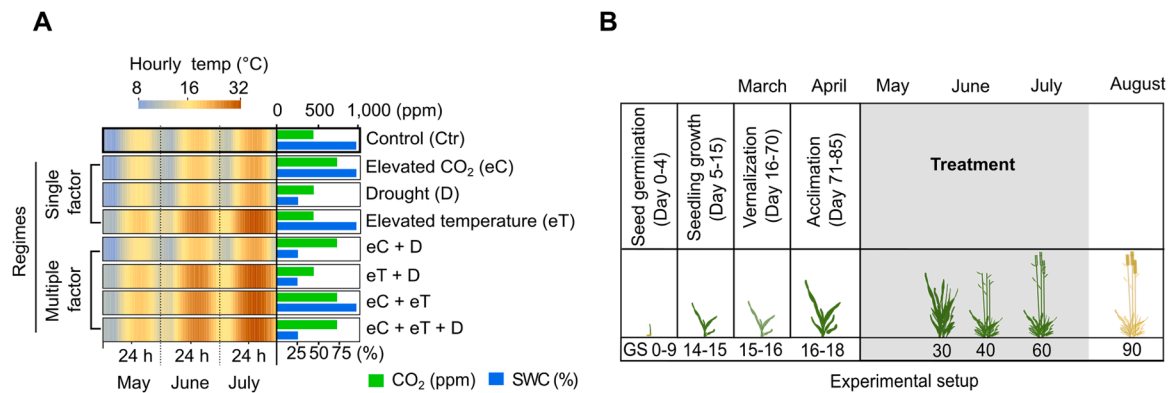 A
Hourly temp (°C)
8 16 32
0 500 1,000 (ppm)
Control (Ctr)
Elevated CO2 (eC)
Drought (D)
Elevated temperature (eT)
eC + D
eT + D
eC + eT
eC + eT + D
Regimes
Single factor
Multiple factor
24 h 24 h 24 h
25 50 75 (%)
May June July
CO2 (ppm) SWC (%)
B
March April May June July August
Seed germination
(Day 0-4)
Seedling growth
(Day 5-15)
Vernalization
(Day 16-70)
Acclimation
(Day 71-85)
Treatment
GS 0-9 14-15 15-16 16-18 30 40 60 90
Experimental setup